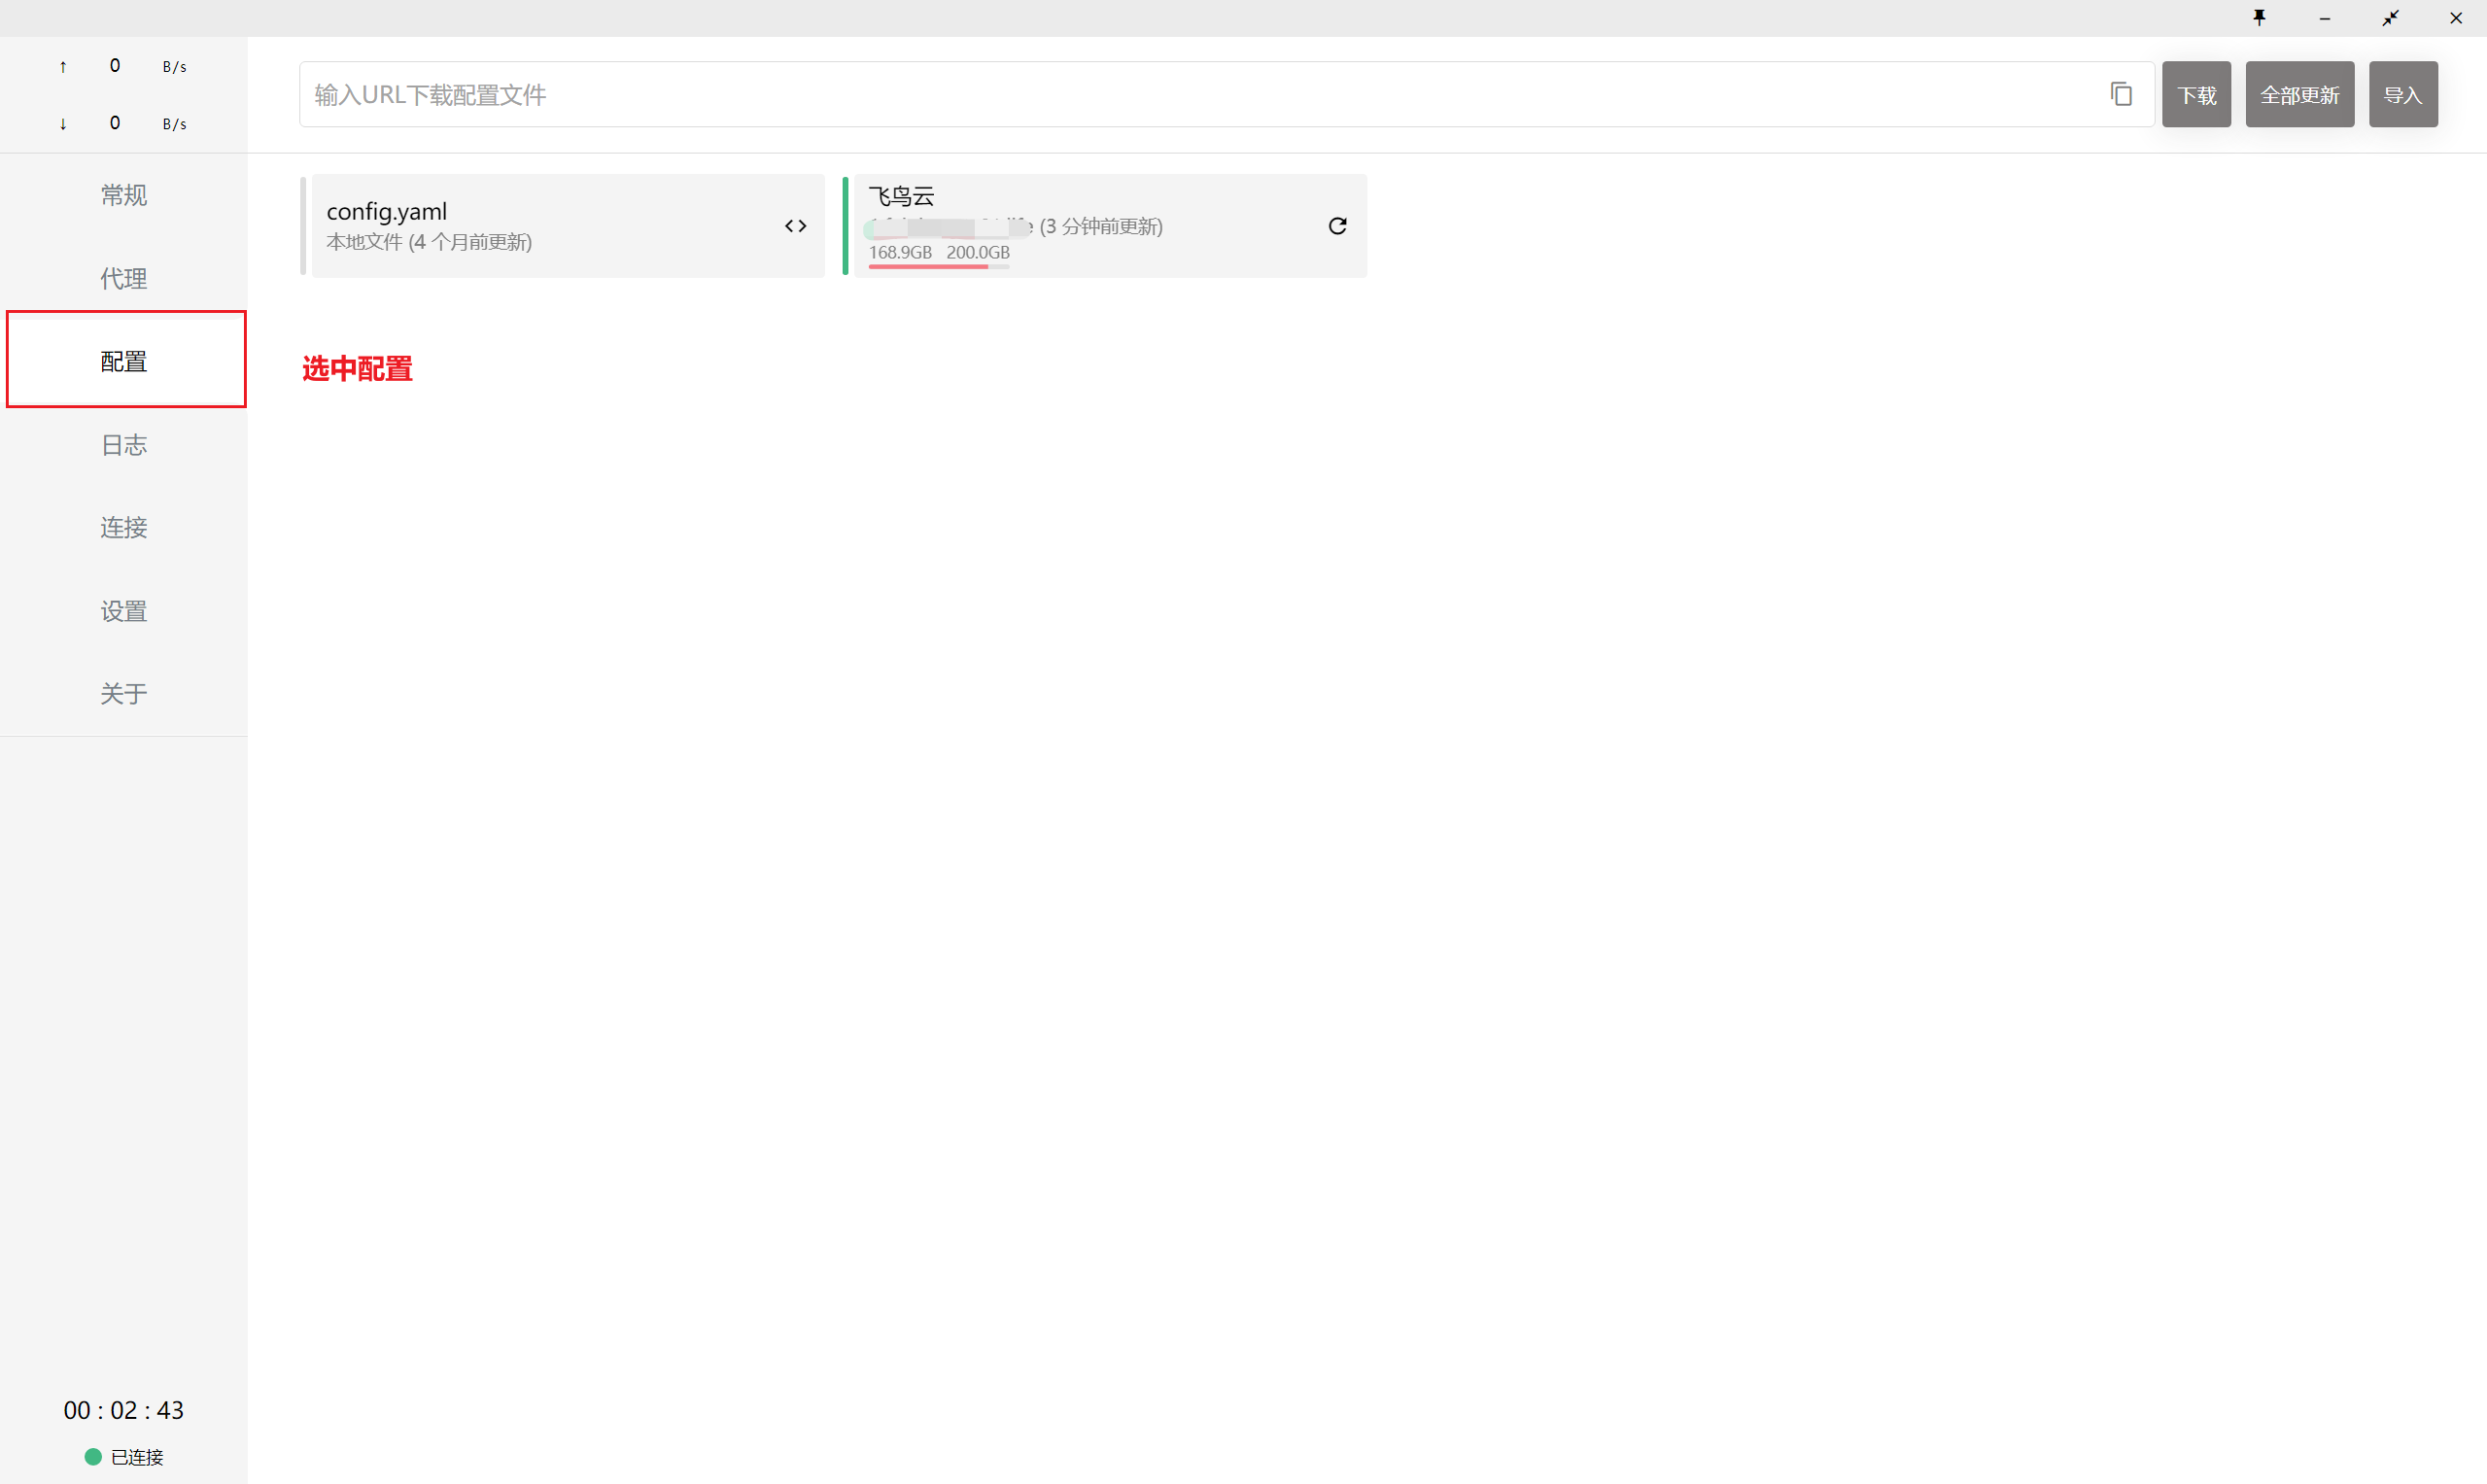 ↑ 0 B/s
↓ 0 B/s
输入URL下载配置文件
下载
全部更新
导入
常规
代理
配置
日志
连接
设置
关于
config.yaml
本地文件 (4 个月前更新)
飞鸟云
(3 分钟前更新)
168.9GB 200.0GB
选中配置
00 : 02 : 43
已连接